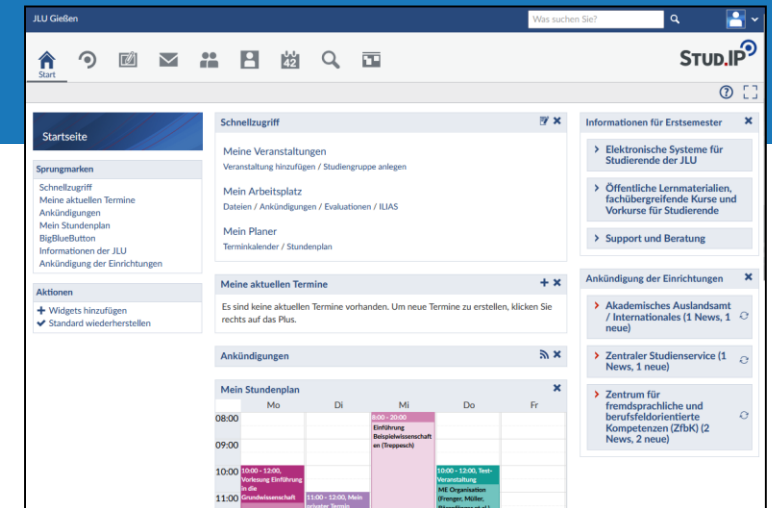 JLU Gießen
Was suchen Sie?
42
Start
STUD.IP
Startseite
Sprungmarken
Schnellzugriff
Meine aktuellen Termine
Ankündigungen
Mein Stundenplan
BigBlueButton
Informationen der JLU
Ankündigung der Einrichtungen
Aktionen
Widgets hinzufügen
Standard wiederherstellen
Schnellzugriff
Meine Veranstaltungen
Veranstaltung hinzufügen / Studiengruppe anlegen
Mein Arbeitsplatz
Dateien / Ankündigungen / Evaluationen / ILIAS
Mein Planer
Terminkalender / Stundenplan
Meine aktuellen Termine
Es sind keine aktuellen Termine vorhanden. Um neue Termine zu erstellen, klicken Sie
rechts auf das Plus.
Ankündigungen
Mein Stundenplan
Mo Di Mi Do Fr
08:00
09:00
10:00
11:00
8:00 - 20:00
Einführung
Beispielwissenschaft
en (Treppesch)
10:00 - 12:00,
Vorlesung Einführung
in die
Grundwissenschaft
11:00 - 12:00, Mein
privater Termin
10:00 - 12:00, Test-
Veranstaltung
ME Organisation
(Frenger, Müller,
Informationen für Erstsemester
Elektronische Systeme für
Studierende der JLU
Öffentliche Lernmaterialien,
fachübergreifende Kurse und
Vorkurse für Studierende
Support und Beratung
Ankündigung der Einrichtungen
Akademisches Auslandsamt
/ Internationales (1 News, 1
neue)
Zentraler Studienservice (1
News, 1 neue)
Zentrum für
fremdsprachliche und
berufsfeldorientierte
Kompetenzen (ZfbK) (2
News, 2 neue)